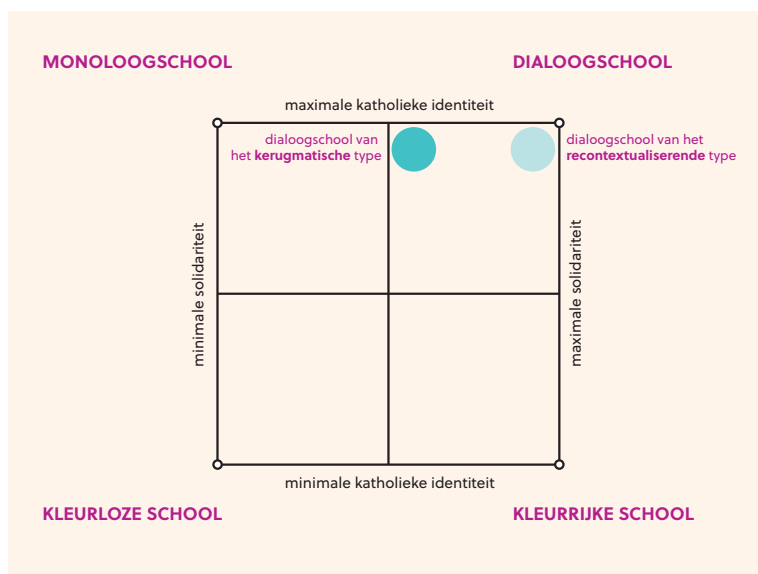 MONOLOOGSCHOOL
DIALOOGSCHOOL
maximale katholieke identiteit
dialoogschool van
het kerugmatische type
dialoogschool van het
recontextualiserende type
minimale solidariteit
maximale solidariteit
minimale katholieke identiteit
KLEURLOZE SCHOOL
KLEURRIJKE SCHOOL